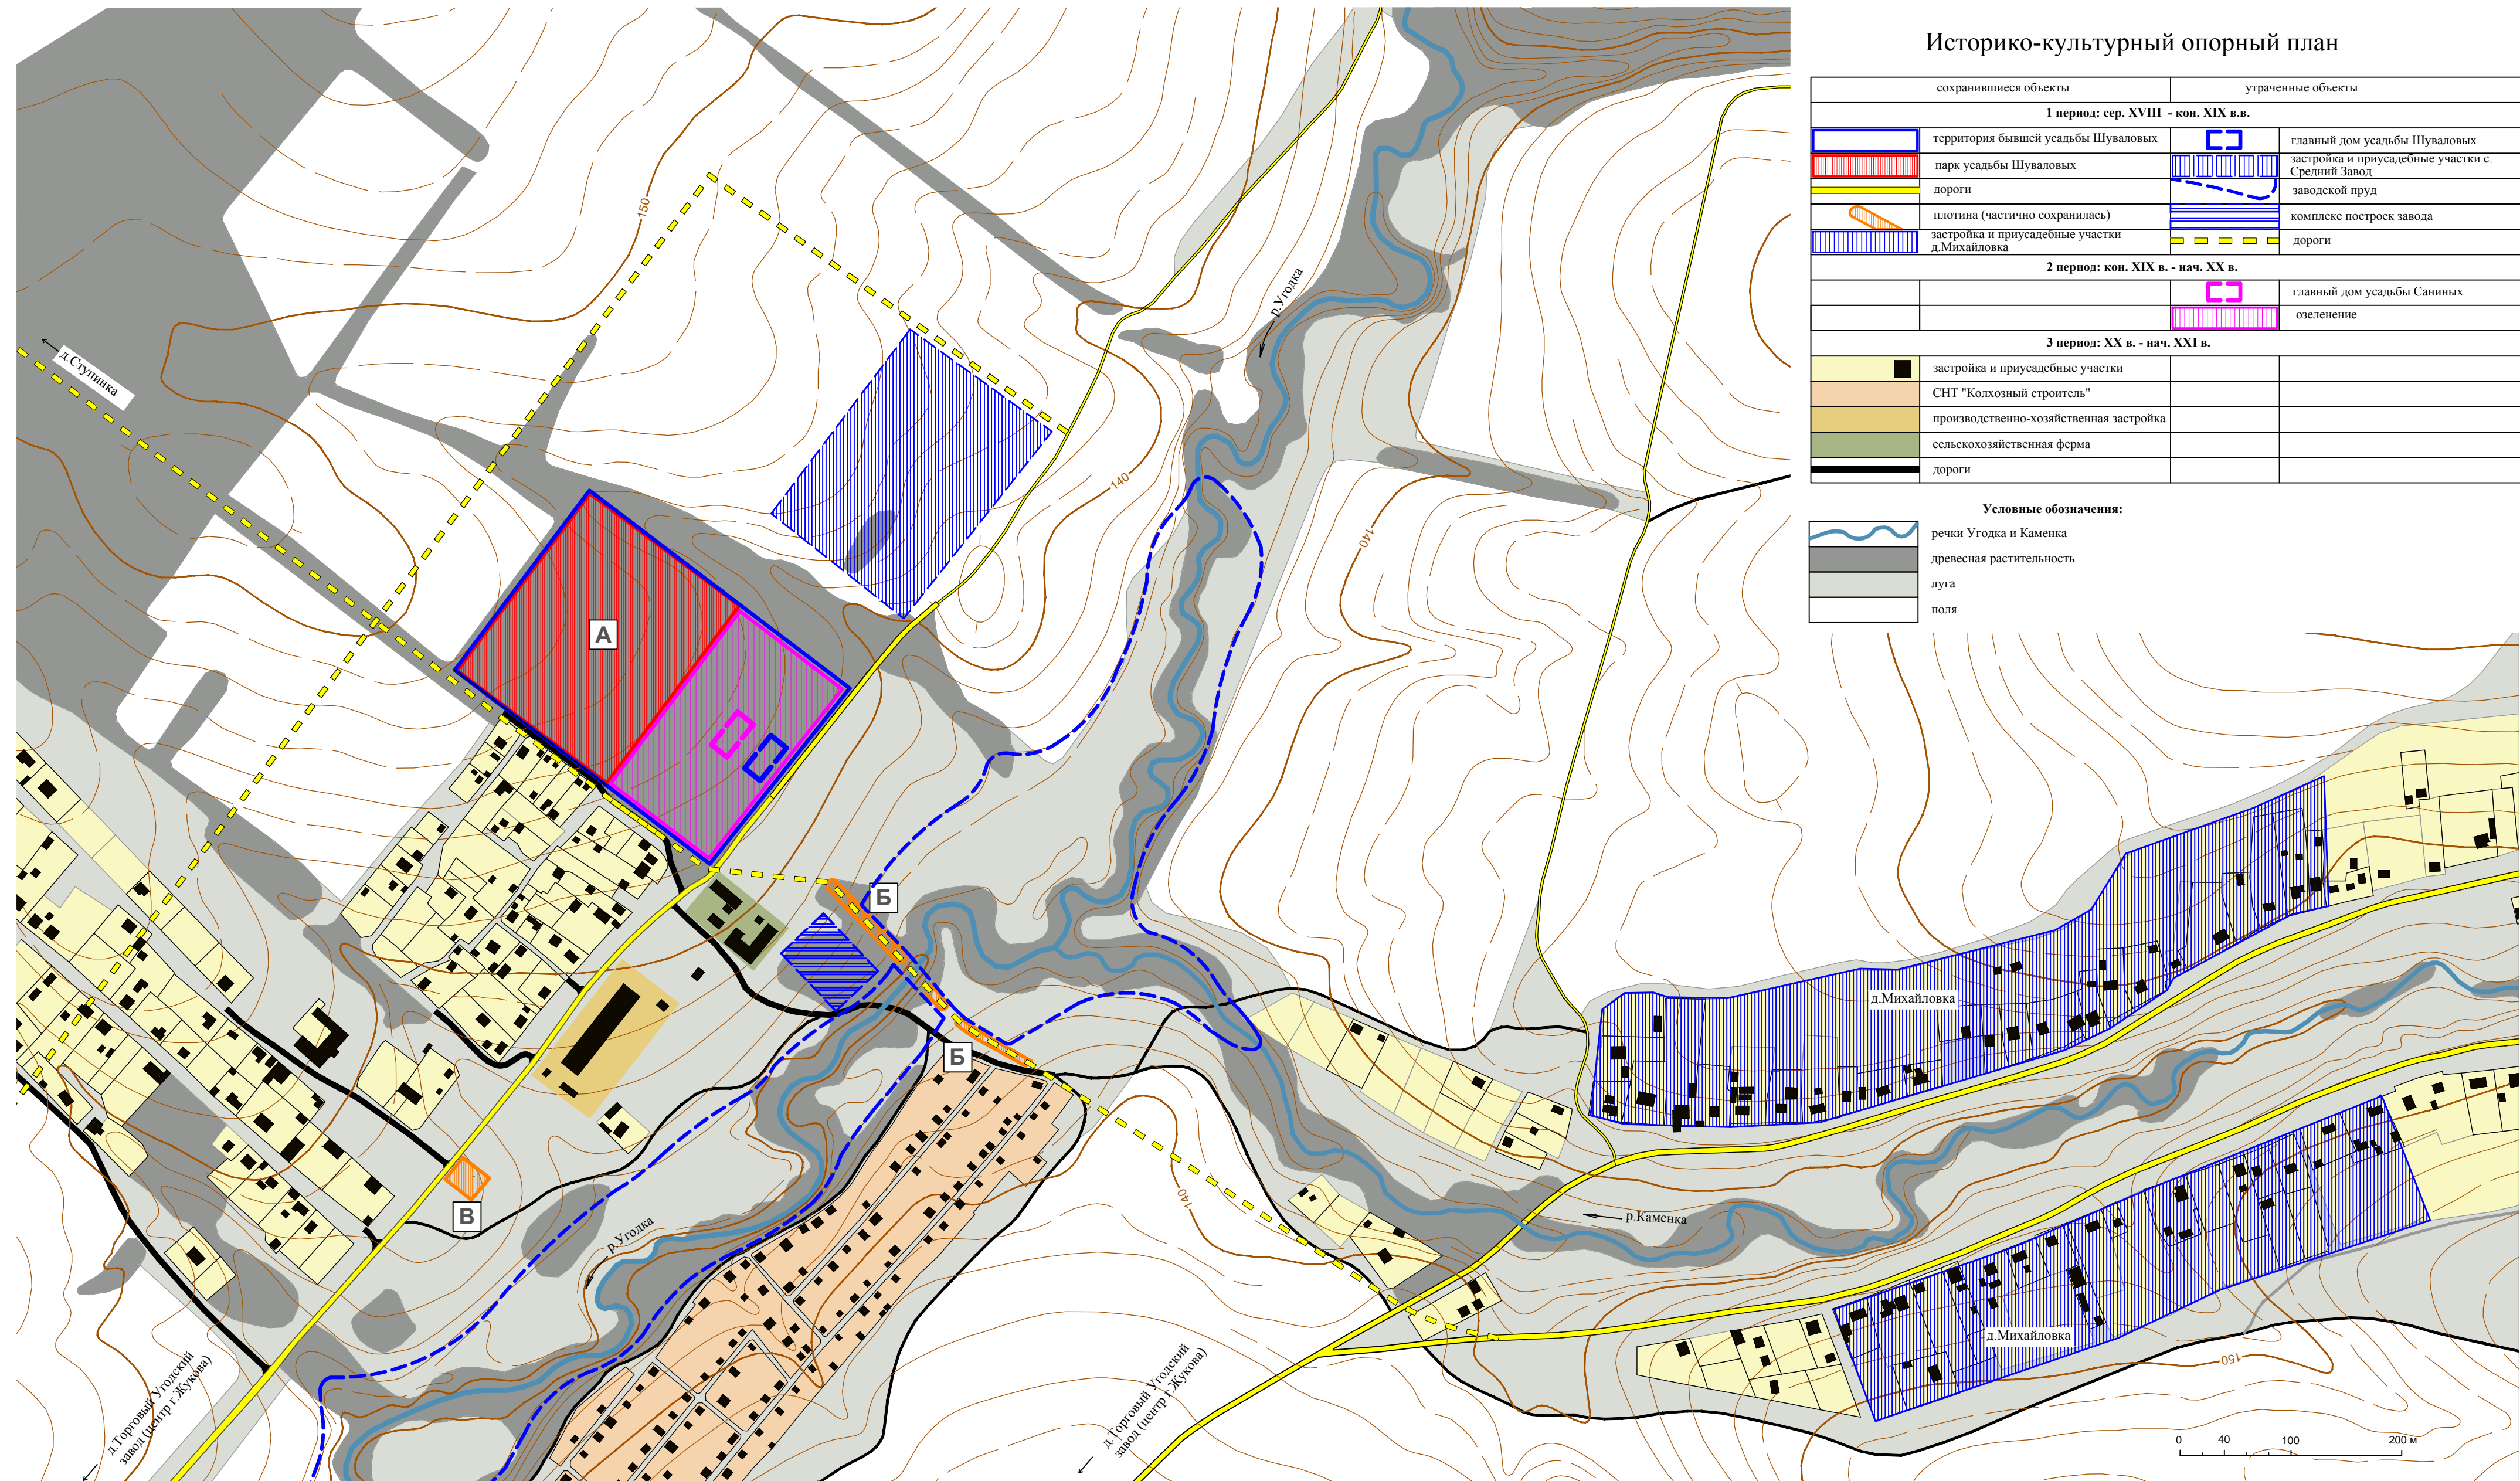 Историко-культурный опорный план
сохранившиеся объекты
утраченные объекты
1 период: сер. XVIII - кон. XIX в.в.
территория бывшей усадьбы Шуваловых
главный дом усадьбы Шуваловых
парк усадьбы Шуваловых
застройка и приусадебные участки с.
Средний Завод
дороги
заводской пруд
плотина (частично сохранилась)
комплекс построек завода
застройка и приусадебные участки
д.Михайловка
дороги
2 период: кон. XIX в. - нач. XX в.
главный дом усадьбы Саниных
озеленение
3 период: XX в. - нач. XXI в.
застройка и приусадебные участки
СНТ "Колхозный строитель"
производственно-хозяйственная застройка
сельскохозяйственная ферма
дороги
Условные обозначения:
речки Угодка и Каменка
древесная растительность
луга
поля
150
р.Угодка
д.Ступинка
140
140
А
Б
Б
В
д.Михайловка
140
р.Каменка
р.Угодка
д.Михайловка
150
д.Торговый Угодский
завод (центр г.Жукова)
д.Торговый Угодский
завод (центр г.Жукова)
0 40 100 200 м